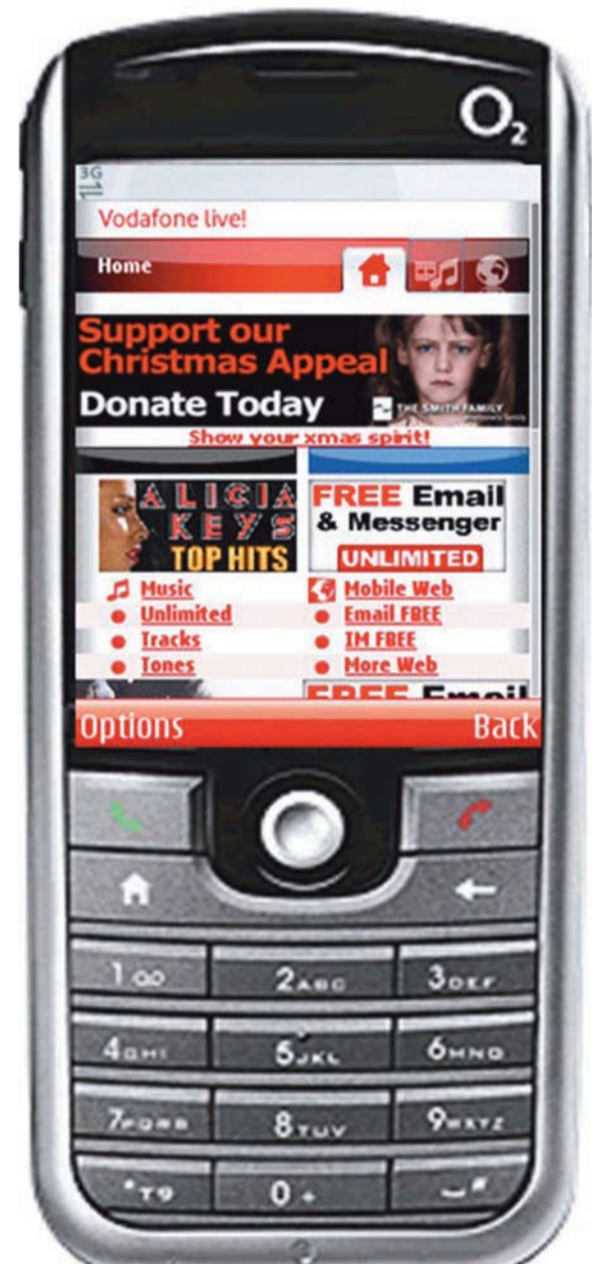 O2
3G
Vodafone live!
Home
Support our
Christmas Appeal
Donate Today
THE SMITH FAMILY
Show your xmas spirit!
ALICIA
KEYS
TOP HITS
FREE Email
& Messenger
UNLIMITED
Music
Mobile Web
Unlimited
Email FREE
Tracks
IM FREE
Tones
More Web
FREE Email
Options
Back
1
2ABC
3DEF
4GHI
5JKL
6MNO
7PQRS
8TUV
9WXYZ
*T9
0+
#